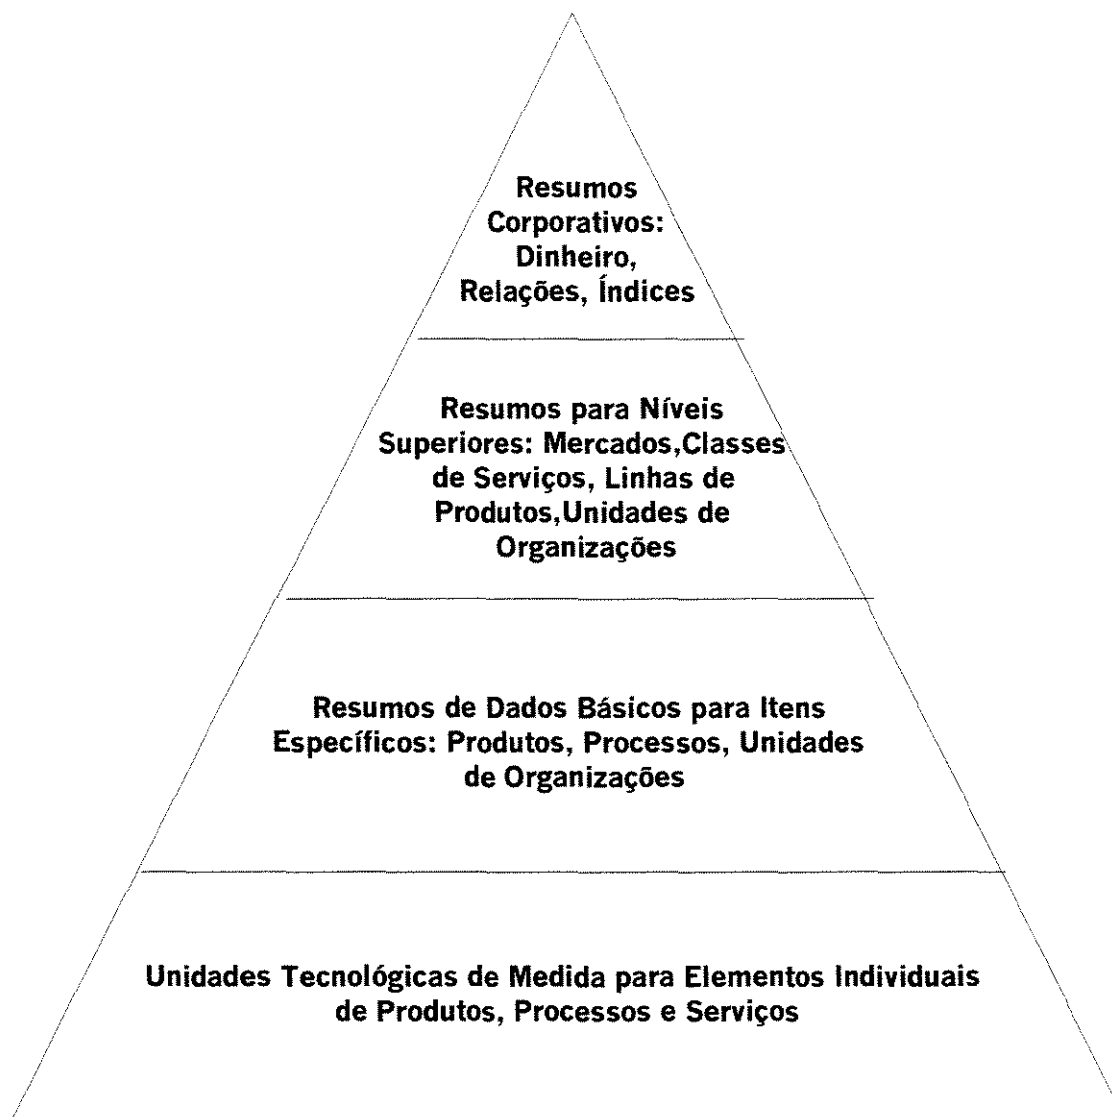 Resumos
Corporativos:
Dinheiro,
Relações, Índices
Resumos para Níveis
Superiores: Mercados,Classes
de Serviços, Linhas de
Produtos,Unidades de
Organizações
Resumos de Dados Básicos para Itens
Específicos: Produtos, Processos, Unidades
de Organizações
Unidades Tecnológicas de Medida para Elementos Individuais
de Produtos, Processos e Serviços